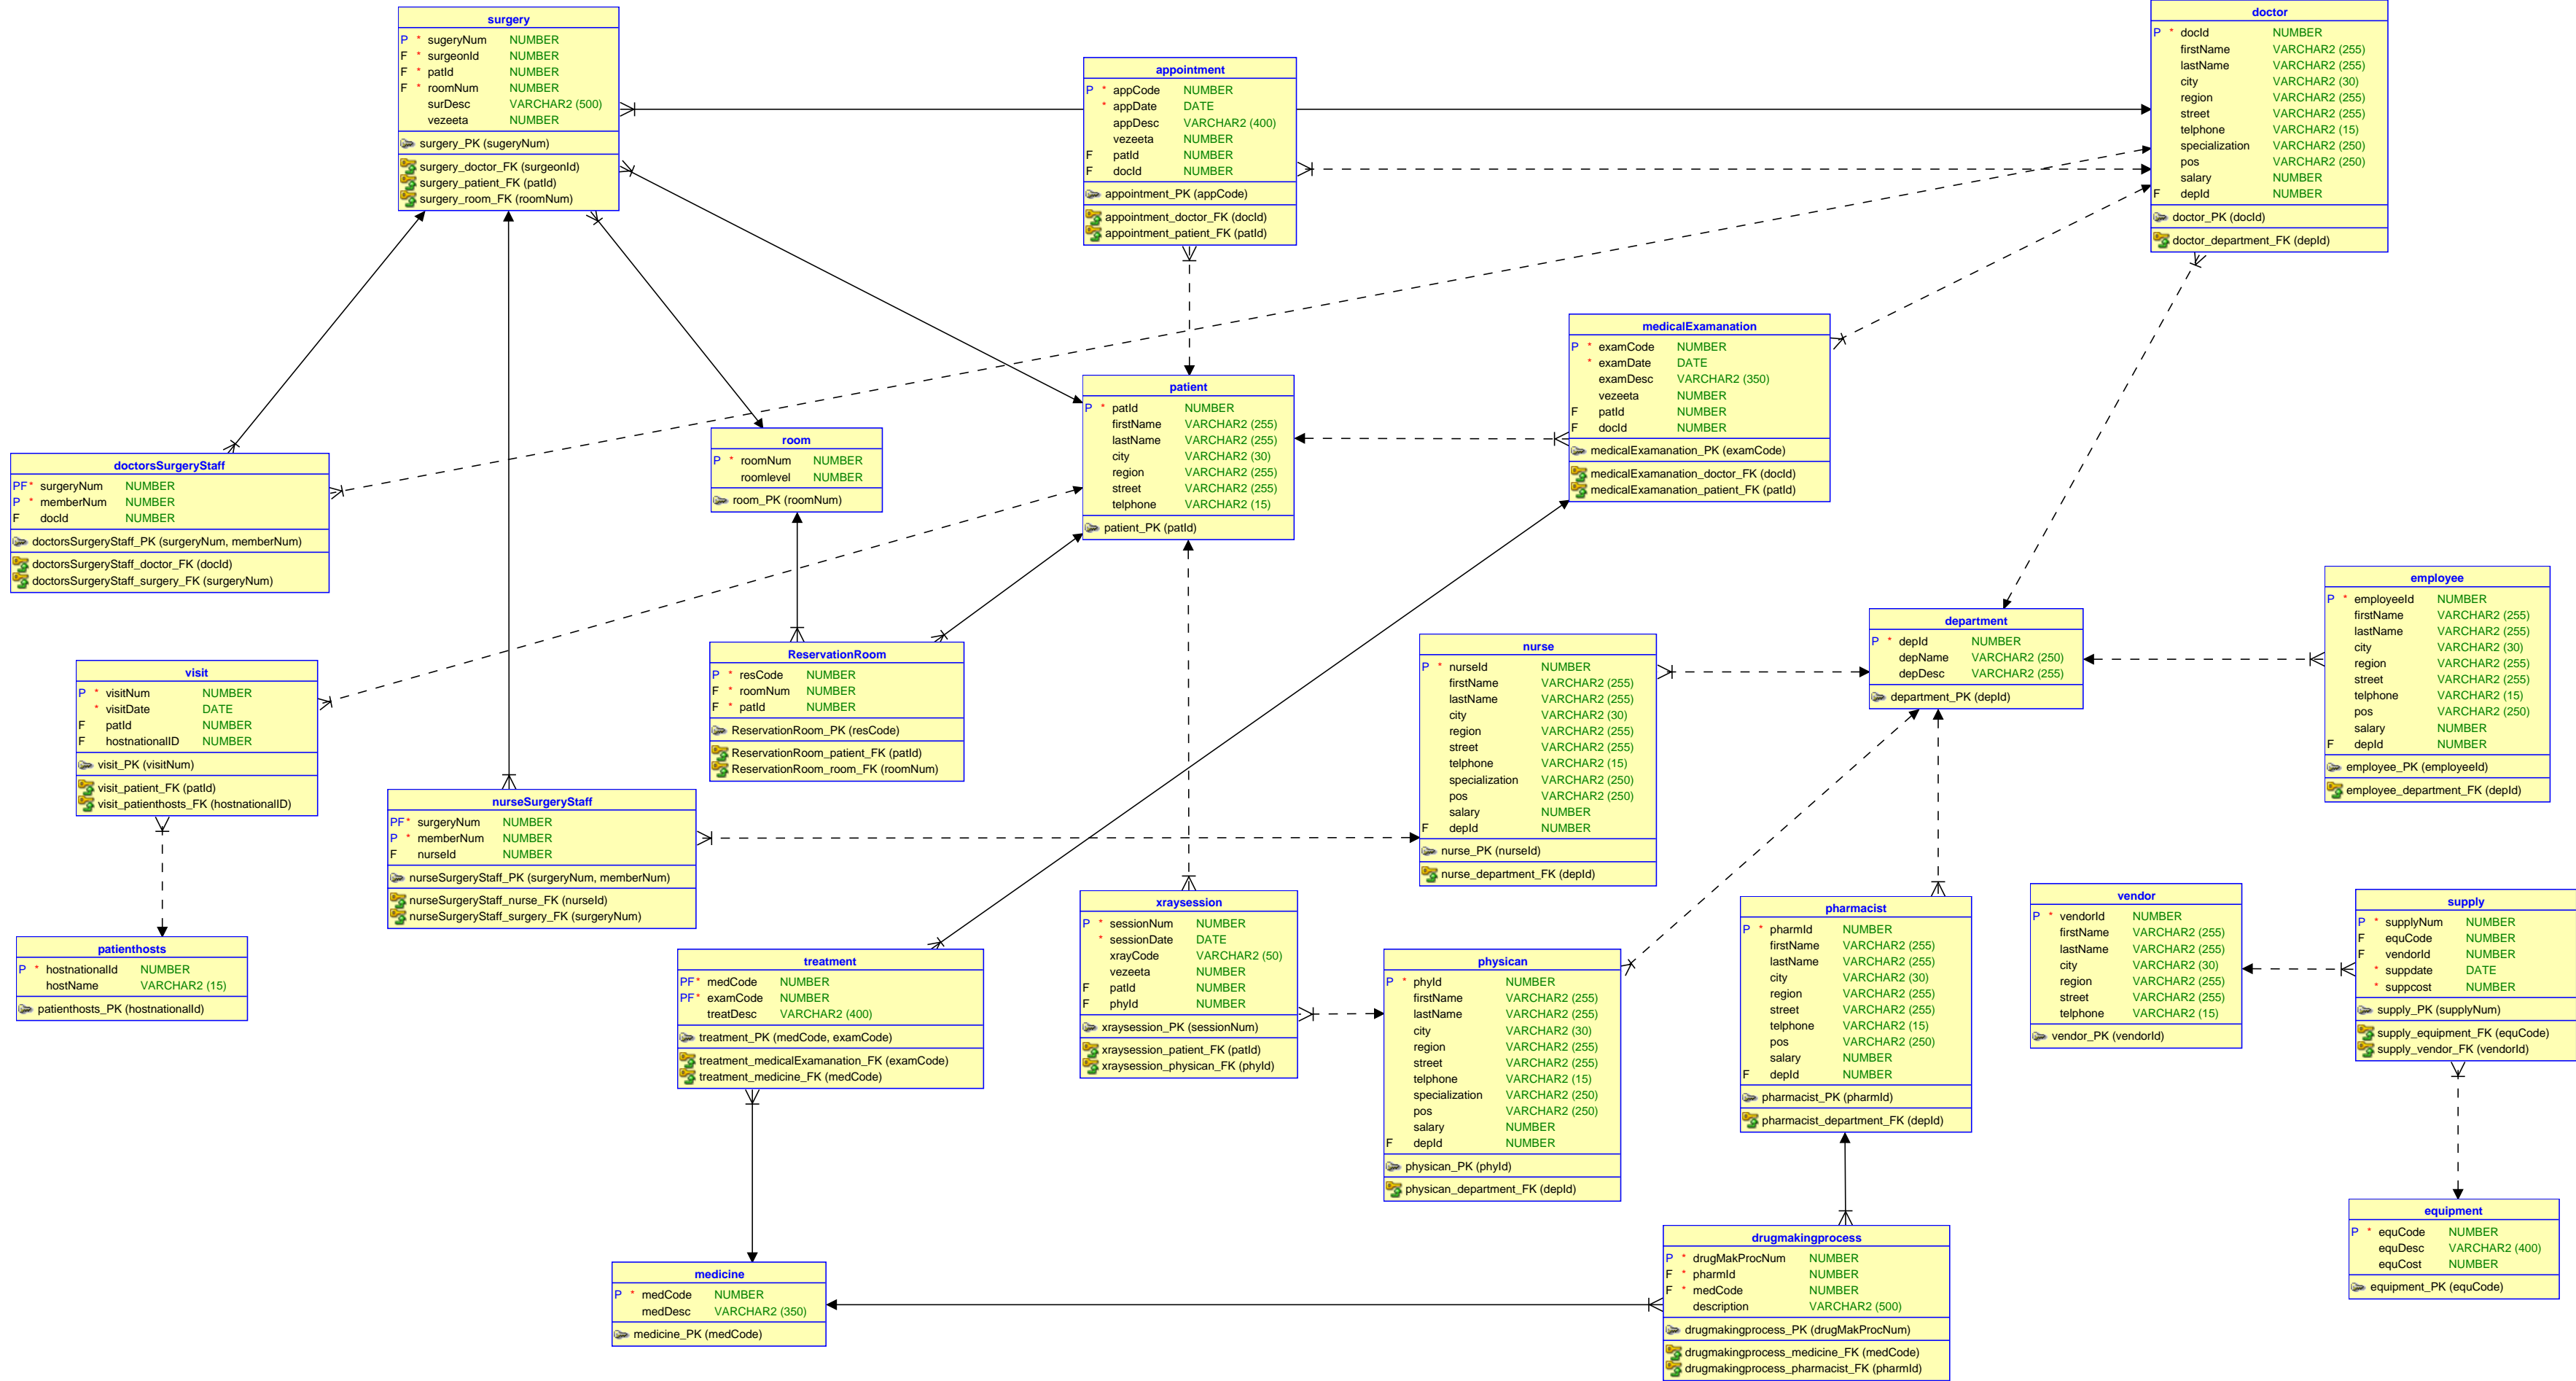 surgery
P * sugeryNum NUMBER
F * surgeonId NUMBER
F * patId NUMBER
F * roomNum NUMBER
surDesc VARCHAR2 (500)
vezeeta NUMBER
surgery_PK (sugeryNum)
surgery_doctor_FK (surgeonId)
surgery_patient_FK (patId)
surgery_room_FK (roomNum)
appointment
P * appCode NUMBER
* appDate DATE
appDesc VARCHAR2 (400)
vezeeta NUMBER
F patId NUMBER
F docId NUMBER
appointment_PK (appCode)
appointment_doctor_FK (docId)
appointment_patient_FK (patId)
doctor
P * docId NUMBER
firstName VARCHAR2 (255)
lastName VARCHAR2 (255)
city VARCHAR2 (30)
region VARCHAR2 (255)
street VARCHAR2 (255)
telphone VARCHAR2 (15)
specialization VARCHAR2 (250)
pos VARCHAR2 (250)
salary NUMBER
F depId NUMBER
doctor_PK (docId)
doctor_department_FK (depId)
medicalExamanation
P * examCode NUMBER
* examDate DATE
examDesc VARCHAR2 (350)
vezeeta NUMBER
F patId NUMBER
F docId NUMBER
medicalExamanation_PK (examCode)
medicalExamanation_doctor_FK (docId)
medicalExamanation_patient_FK (patId)
patient
P * patId NUMBER
firstName VARCHAR2 (255)
lastName VARCHAR2 (255)
city VARCHAR2 (30)
region VARCHAR2 (255)
street VARCHAR2 (255)
telphone VARCHAR2 (15)
patient_PK (patId)
room
P * roomNum NUMBER
roomlevel NUMBER
room_PK (roomNum)
doctorsSurgeryStaff
PF* surgeryNum NUMBER
P * memberNum NUMBER
F docId NUMBER
doctorsSurgeryStaff_PK (surgeryNum, memberNum)
doctorsSurgeryStaff_doctor_FK (docId)
doctorsSurgeryStaff_surgery_FK (surgeryNum)
employee
P * employeeId NUMBER
firstName VARCHAR2 (255)
lastName VARCHAR2 (255)
city VARCHAR2 (30)
region VARCHAR2 (255)
street VARCHAR2 (255)
telphone VARCHAR2 (15)
pos VARCHAR2 (250)
salary NUMBER
F depId NUMBER
employee_PK (employeeId)
employee_department_FK (depId)
department
P * depId NUMBER
depName VARCHAR2 (250)
depDesc VARCHAR2 (255)
department_PK (depId)
nurse
P * nurseId NUMBER
firstName VARCHAR2 (255)
lastName VARCHAR2 (255)
city VARCHAR2 (30)
region VARCHAR2 (255)
street VARCHAR2 (255)
telphone VARCHAR2 (15)
specialization VARCHAR2 (250)
pos VARCHAR2 (250)
salary NUMBER
F depId NUMBER
nurse_PK (nurseId)
nurse_department_FK (depId)
ReservationRoom
P * resCode NUMBER
F * roomNum NUMBER
F * patId NUMBER
ReservationRoom_PK (resCode)
ReservationRoom_patient_FK (patId)
ReservationRoom_room_FK (roomNum)
visit
P * visitNum NUMBER
* visitDate DATE
F patId NUMBER
F hostnationalID NUMBER
visit_PK (visitNum)
visit_patient_FK (patId)
visit_patienthosts_FK (hostnationalID)
nurseSurgeryStaff
PF* surgeryNum NUMBER
P * memberNum NUMBER
F nurseId NUMBER
nurseSurgeryStaff_PK (surgeryNum, memberNum)
nurseSurgeryStaff_nurse_FK (nurseId)
nurseSurgeryStaff_surgery_FK (surgeryNum)
patienthosts
P * hostnationalId NUMBER
hostName VARCHAR2 (15)
patienthosts_PK (hostnationalId)
treatment
PF* medCode NUMBER
PF* examCode NUMBER
treatDesc VARCHAR2 (400)
treatment_PK (medCode, examCode)
treatment_medicalExamanation_FK (examCode)
treatment_medicine_FK (medCode)
xraysession
P * sessionNum NUMBER
* sessionDate DATE
xrayCode VARCHAR2 (50)
vezeeta NUMBER
F patId NUMBER
F phyId NUMBER
xraysession_PK (sessionNum)
xraysession_patient_FK (patId)
xraysession_physican_FK (phyId)
physican
P * phyId NUMBER
firstName VARCHAR2 (255)
lastName VARCHAR2 (255)
city VARCHAR2 (30)
region VARCHAR2 (255)
street VARCHAR2 (255)
telphone VARCHAR2 (15)
specialization VARCHAR2 (250)
pos VARCHAR2 (250)
salary NUMBER
F depId NUMBER
physican_PK (phyId)
physican_department_FK (depId)
pharmacist
P * pharmId NUMBER
firstName VARCHAR2 (255)
lastName VARCHAR2 (255)
city VARCHAR2 (30)
region VARCHAR2 (255)
street VARCHAR2 (255)
telphone VARCHAR2 (15)
pos VARCHAR2 (250)
salary NUMBER
F depId NUMBER
pharmacist_PK (pharmId)
pharmacist_department_FK (depId)
vendor
P * vendorId NUMBER
firstName VARCHAR2 (255)
lastName VARCHAR2 (255)
city VARCHAR2 (30)
region VARCHAR2 (255)
street VARCHAR2 (255)
telphone VARCHAR2 (15)
vendor_PK (vendorId)
supply
P * supplyNum NUMBER
F equCode NUMBER
F vendorId NUMBER
* suppdate DATE
* suppcost NUMBER
supply_PK (supplyNum)
supply_equipment_FK (equCode)
supply_vendor_FK (vendorId)
equipment
P * equCode NUMBER
equDesc VARCHAR2 (400)
equCost NUMBER
equipment_PK (equCode)
drugmakingprocess
P * drugMakProcNum NUMBER
F * pharmId NUMBER
F * medCode NUMBER
description VARCHAR2 (500)
drugmakingprocess_PK (drugMakProcNum)
drugmakingprocess_medicine_FK (medCode)
drugmakingprocess_pharmacist_FK (pharmId)
medicine
P * medCode NUMBER
medDesc VARCHAR2 (350)
medicine_PK (medCode)